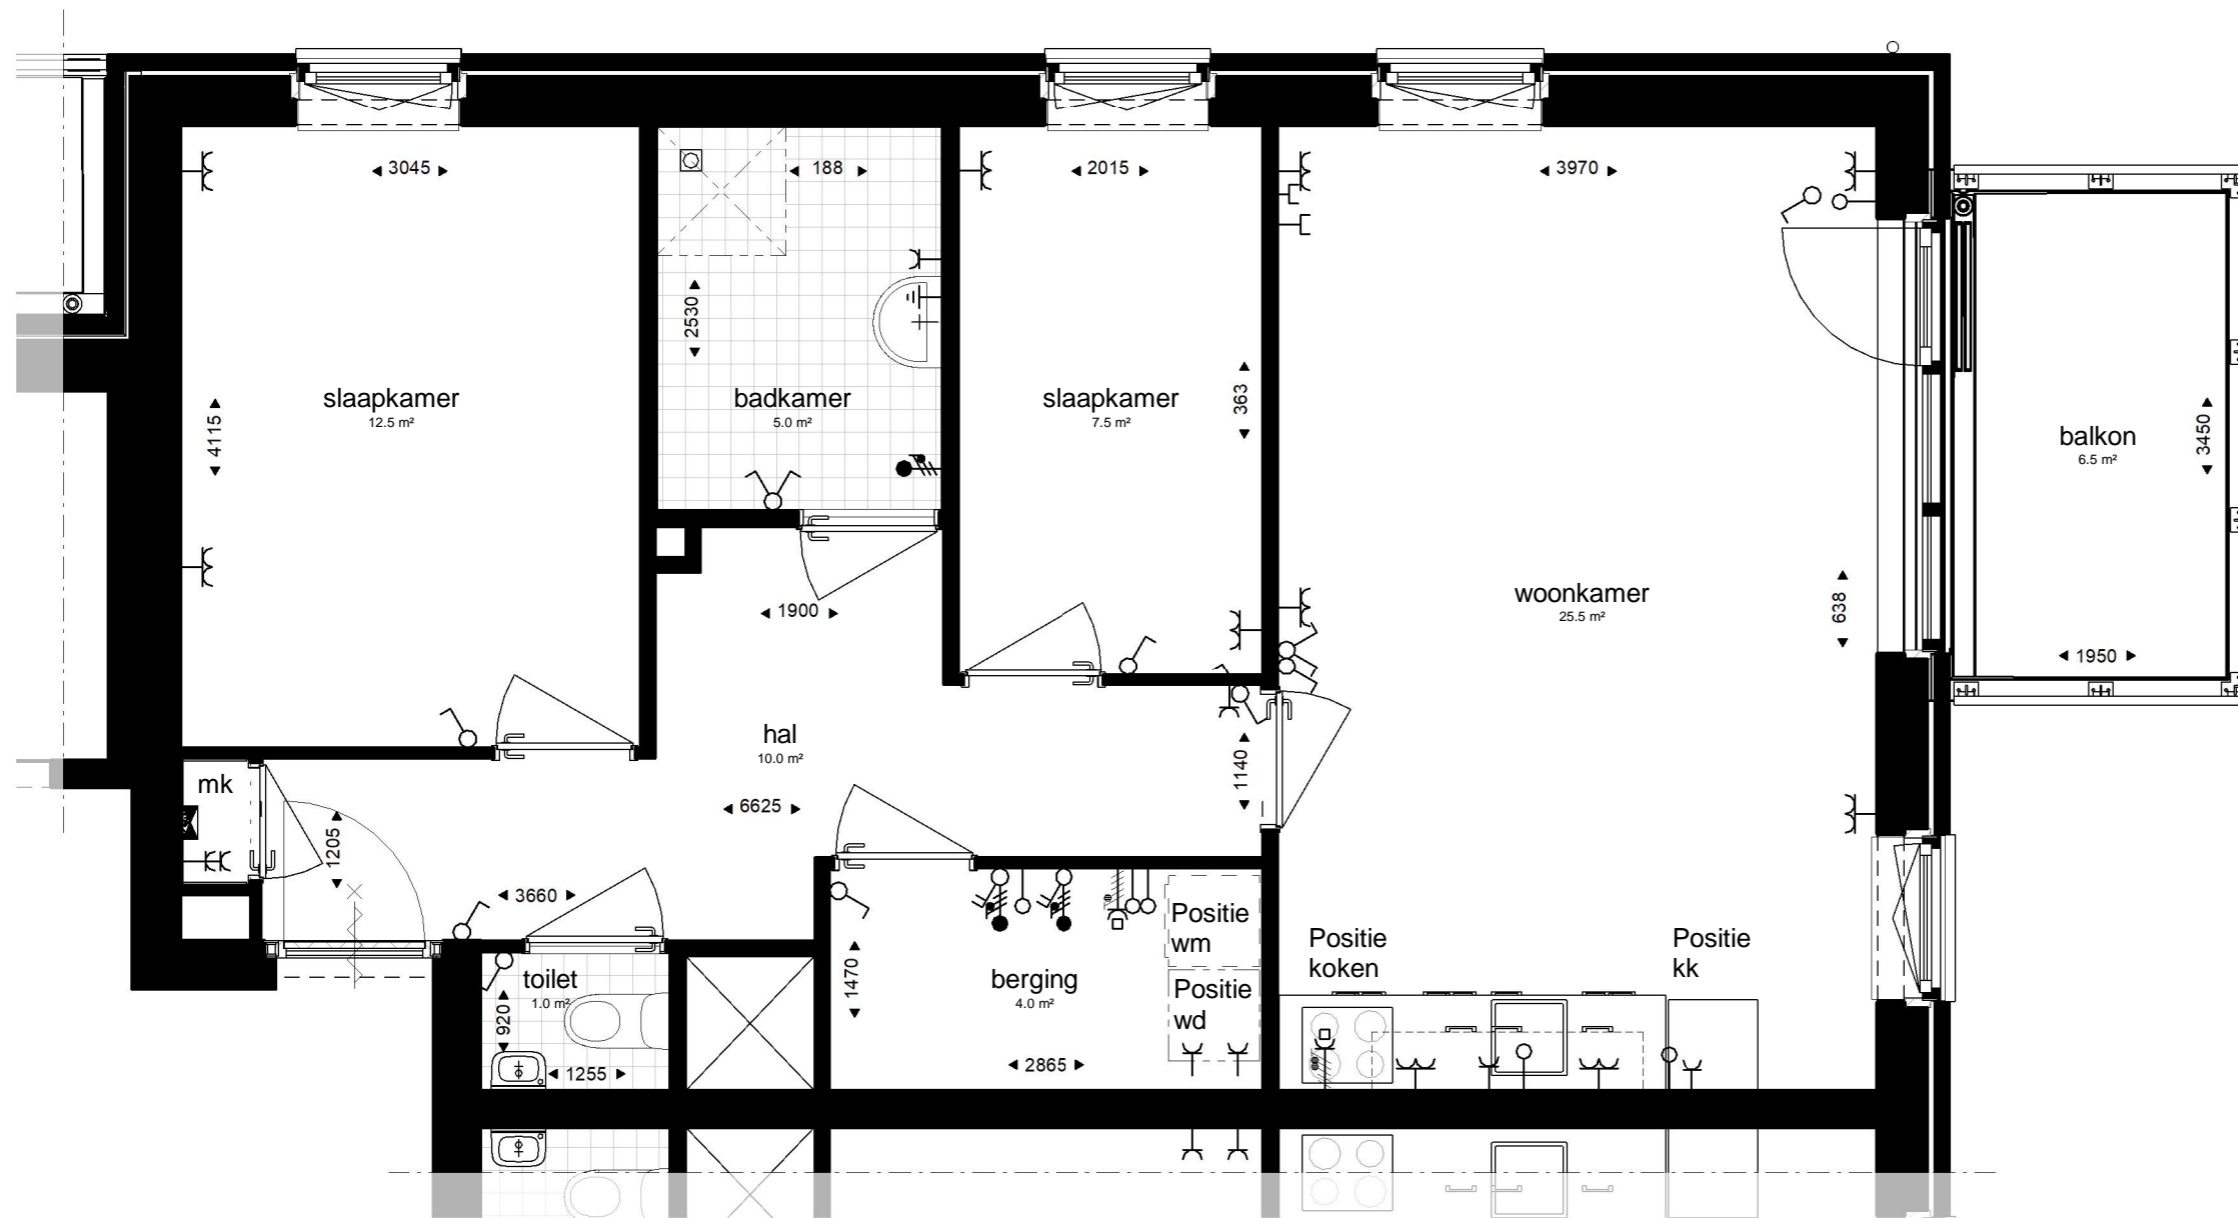 3045
188
2015
3970
2530
slaapkamer
12.5 m²
4115
badkamer
5.0 m²
slaapkamer
7.5 m²
363
balkon
6.5 m²
3450
1950
woonkamer
25.5 m²
638
1900
hal
10.0 m²
mk
1205
6625
1140
3660
toilet
1.0 m²
920
1255
1470
berging
4.0 m²
2865
Positie
wm
Positie
wd
Positie
koken
Positie
kk